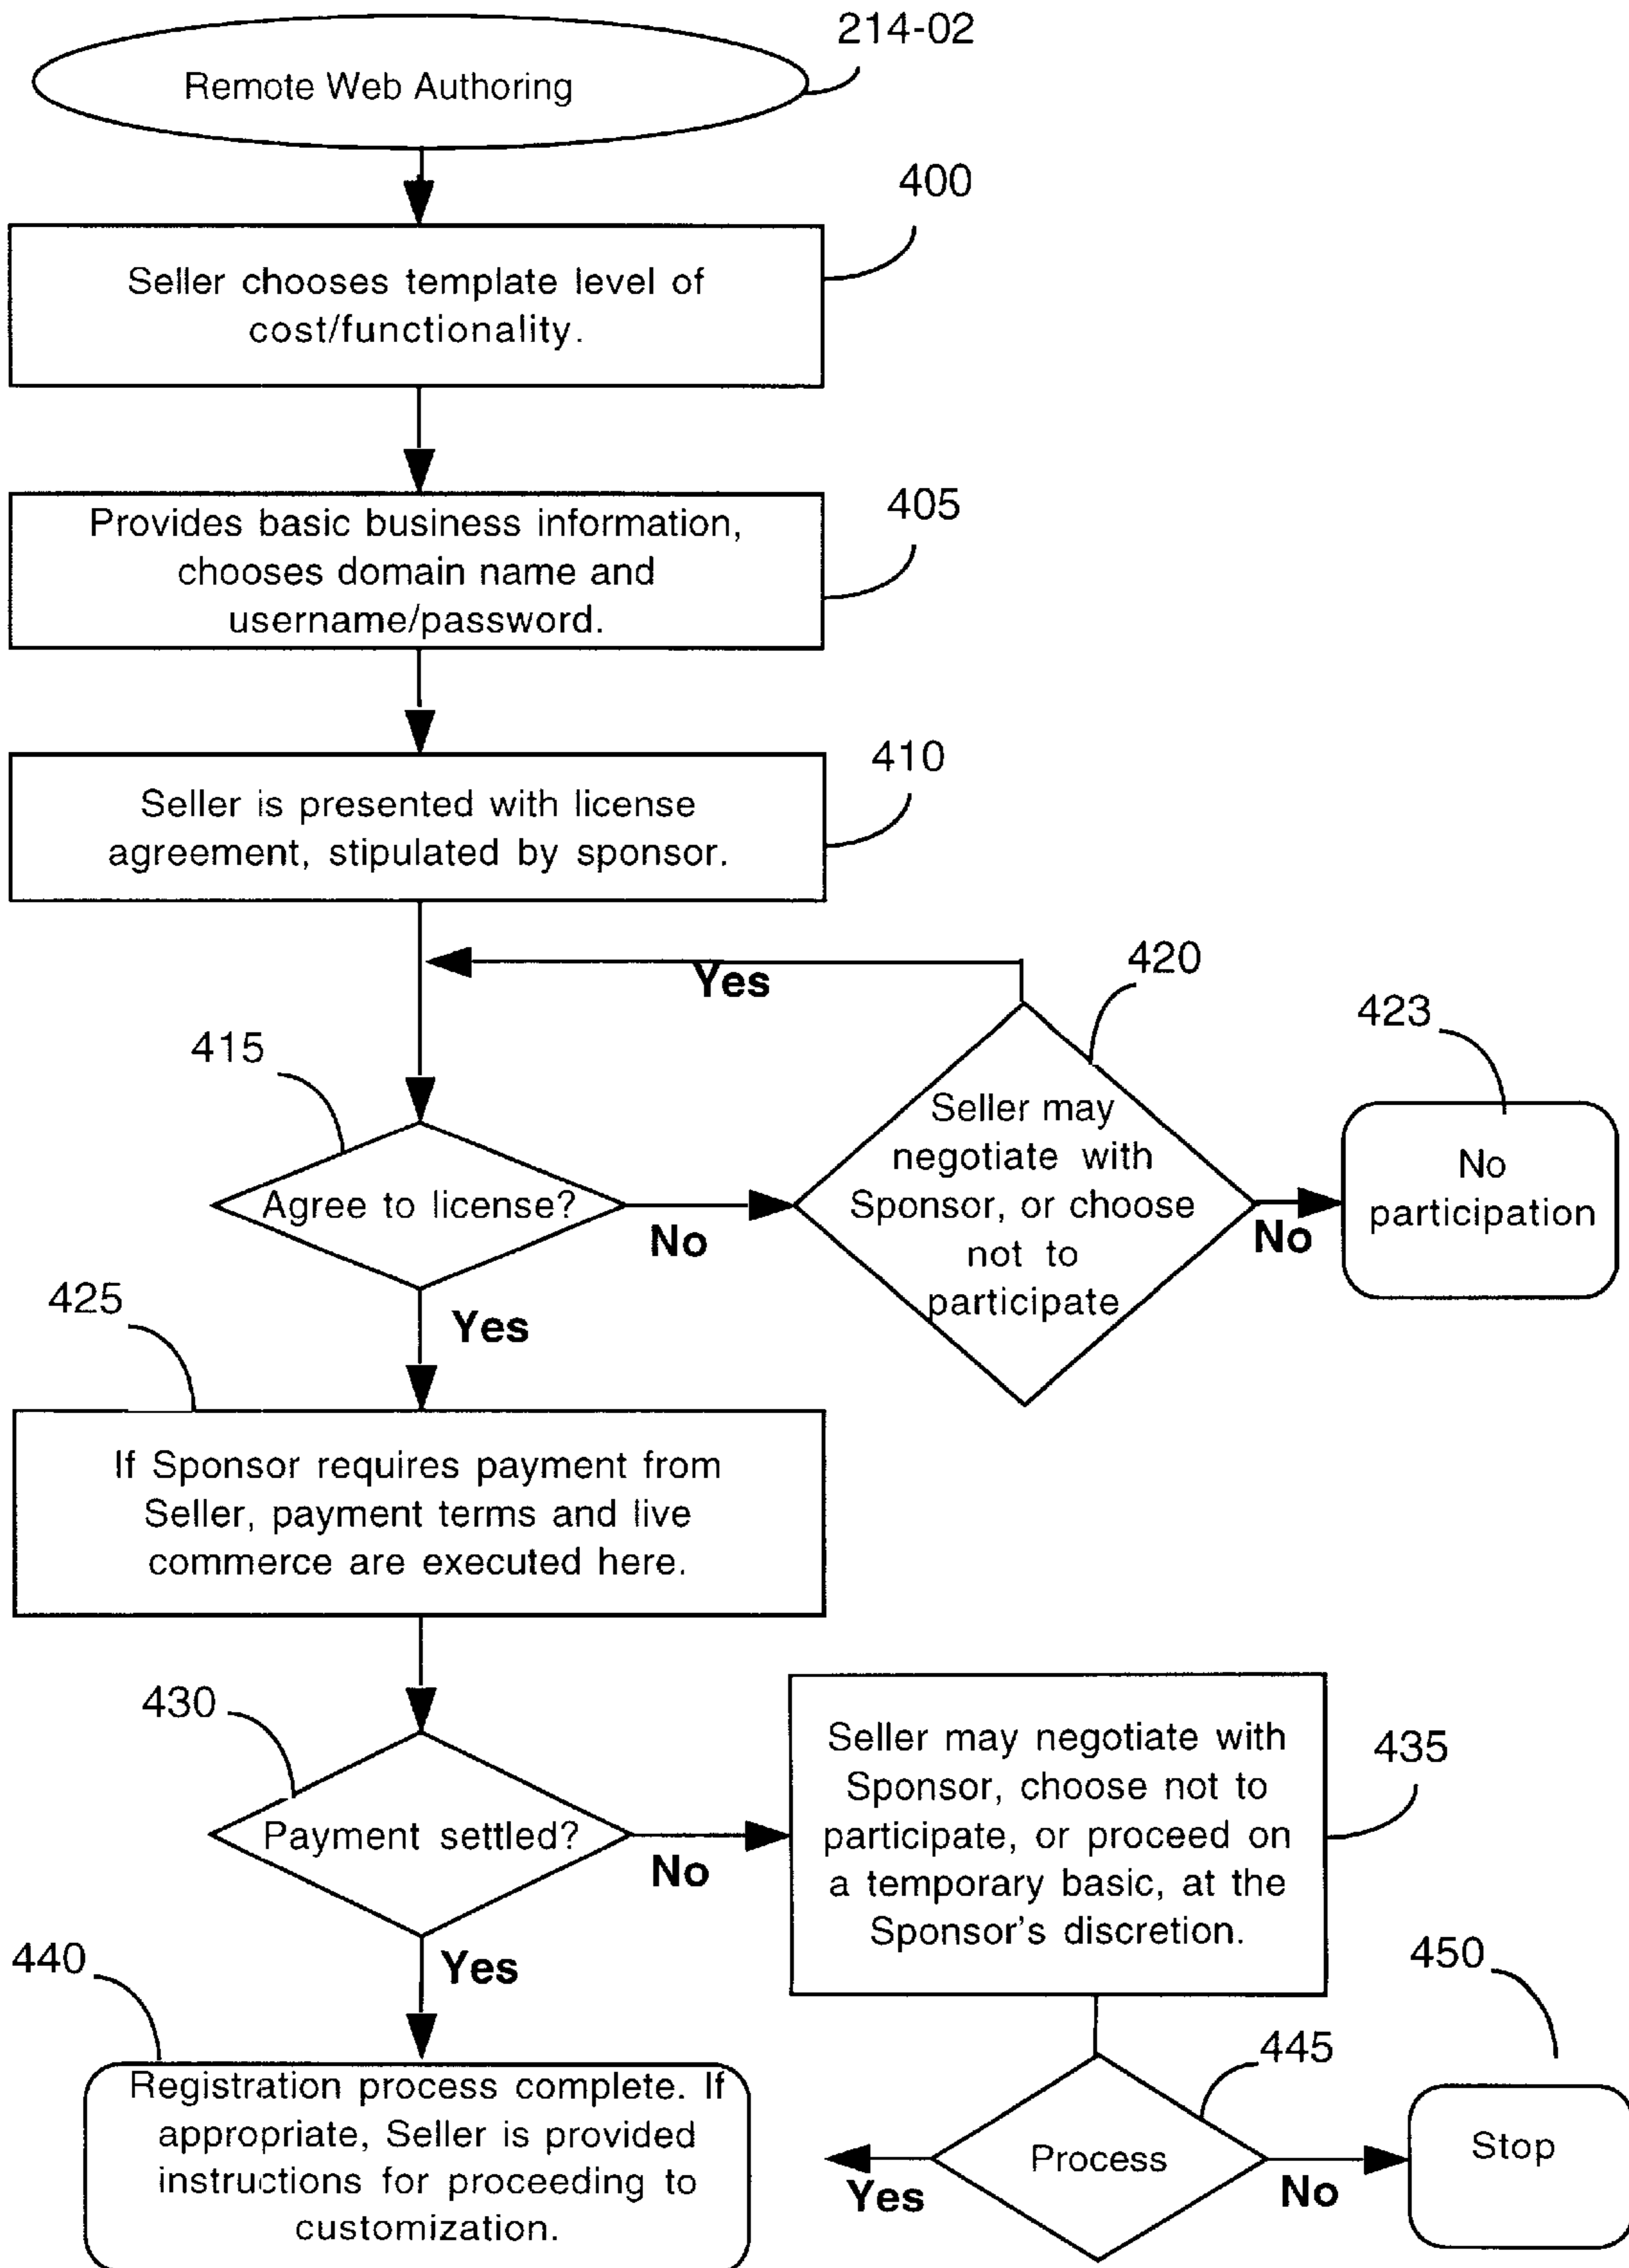 214-02
Remote Web Authoring
400
Seller chooses template level of
cost/functionality.
405
Provides basic business information,
chooses domain name and
username/password.
410
Seller is presented with license
agreement, stipulated by sponsor.
Yes
420
423
415
Agree to license?
No
Seller may
negotiate with
Sponsor, or choose
not to
participate
No
No
participation
425
Yes
If Sponsor requires payment from
Seller, payment terms and live
commerce are executed here.
430
Payment settled?
No
Seller may negotiate with
Sponsor, choose not to
participate, or proceed on
a temporary basic, at the
Sponsor's discretion.
435
440
Yes
Registration process complete. If
appropriate, Seller is provided
instructions for proceeding to
customization.
445
Process
Yes
No
450
Stop